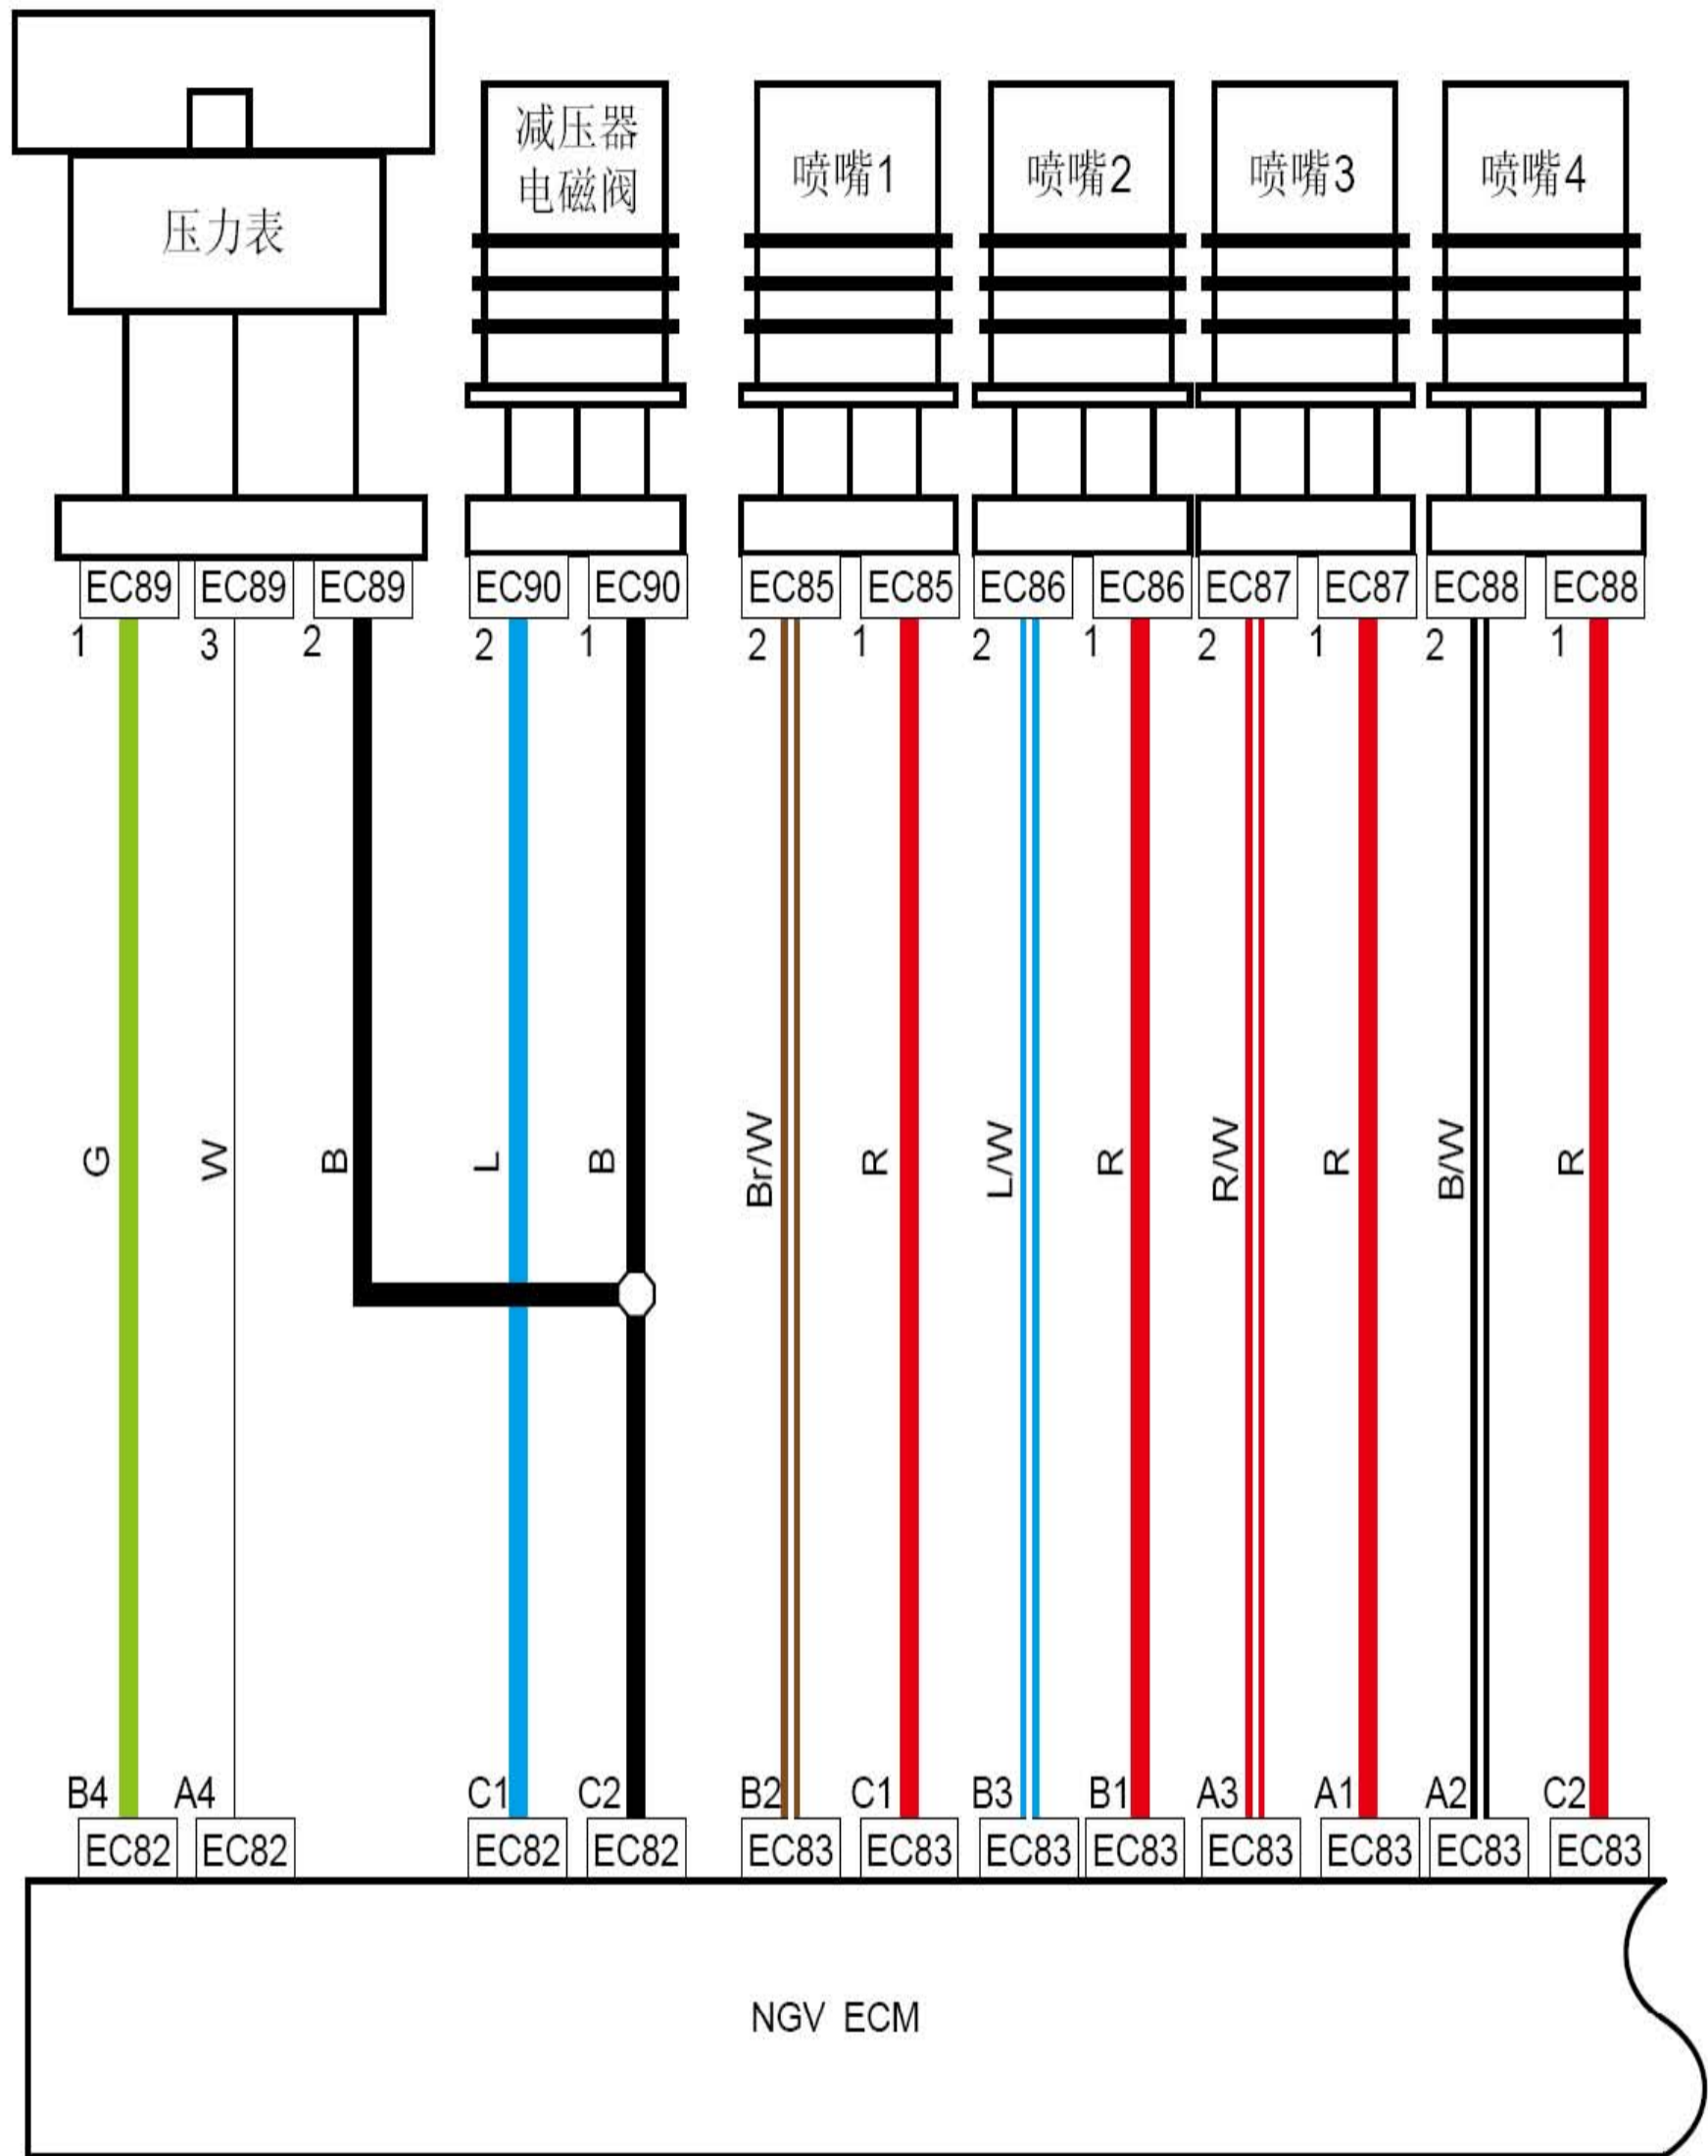 减压器
电磁阀
压力表
喷嘴1
喷嘴2
喷嘴3
喷嘴4
EC89 EC89 EC89 EC90 EC90 EC85 EC85 EC86 EC86 EC87 EC87 EC88 EC88
1 3 2 2 1 2 1 2 1 2 1 2 1
G W B L B Br/W R L/W R R/W R B/W R
B4 A4 C1 C2 B2 C1 B3 B1 A3 A1 A2 C2
EC82 EC82 EC82 EC82 EC83 EC83 EC83 EC83 EC83 EC83 EC83 EC83
NGV ECM